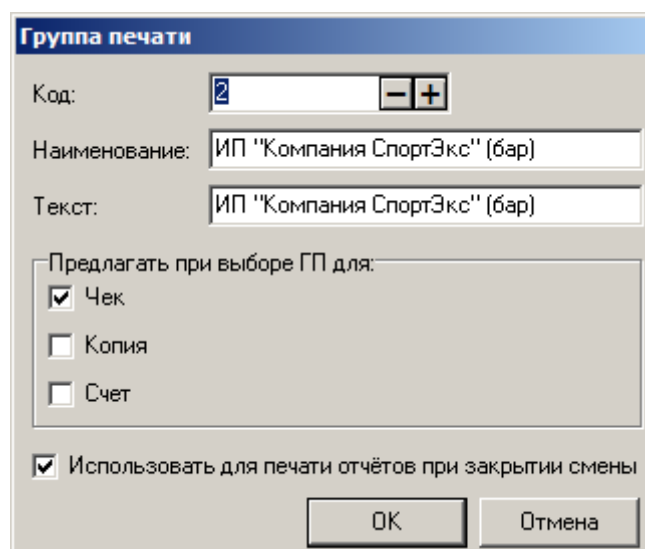 Группа печати
Код: 2
Наименование: ИП "Компания СпортЭкс" (бар)
Текст: ИП "Компания СпортЭкс" (бар)
Предлагать при выборе ГП для:
Чек
Копия
Счет
Использовать для печати отчётов при закрытии смены
OK Отмена